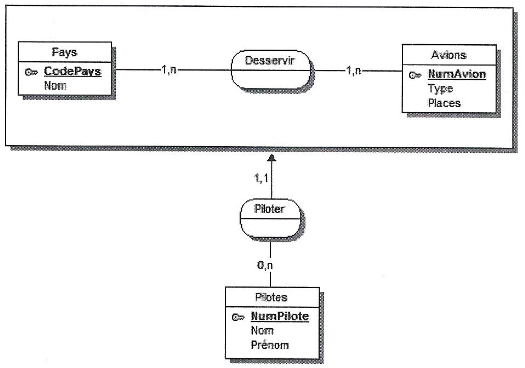 Fays
CodePays
Nom
1,n
Desservir
1,n
Avions
NumAvion
Type
Places
1,1
Piloter
0,n
Pilotes
NumPilote
Nom
Prénom